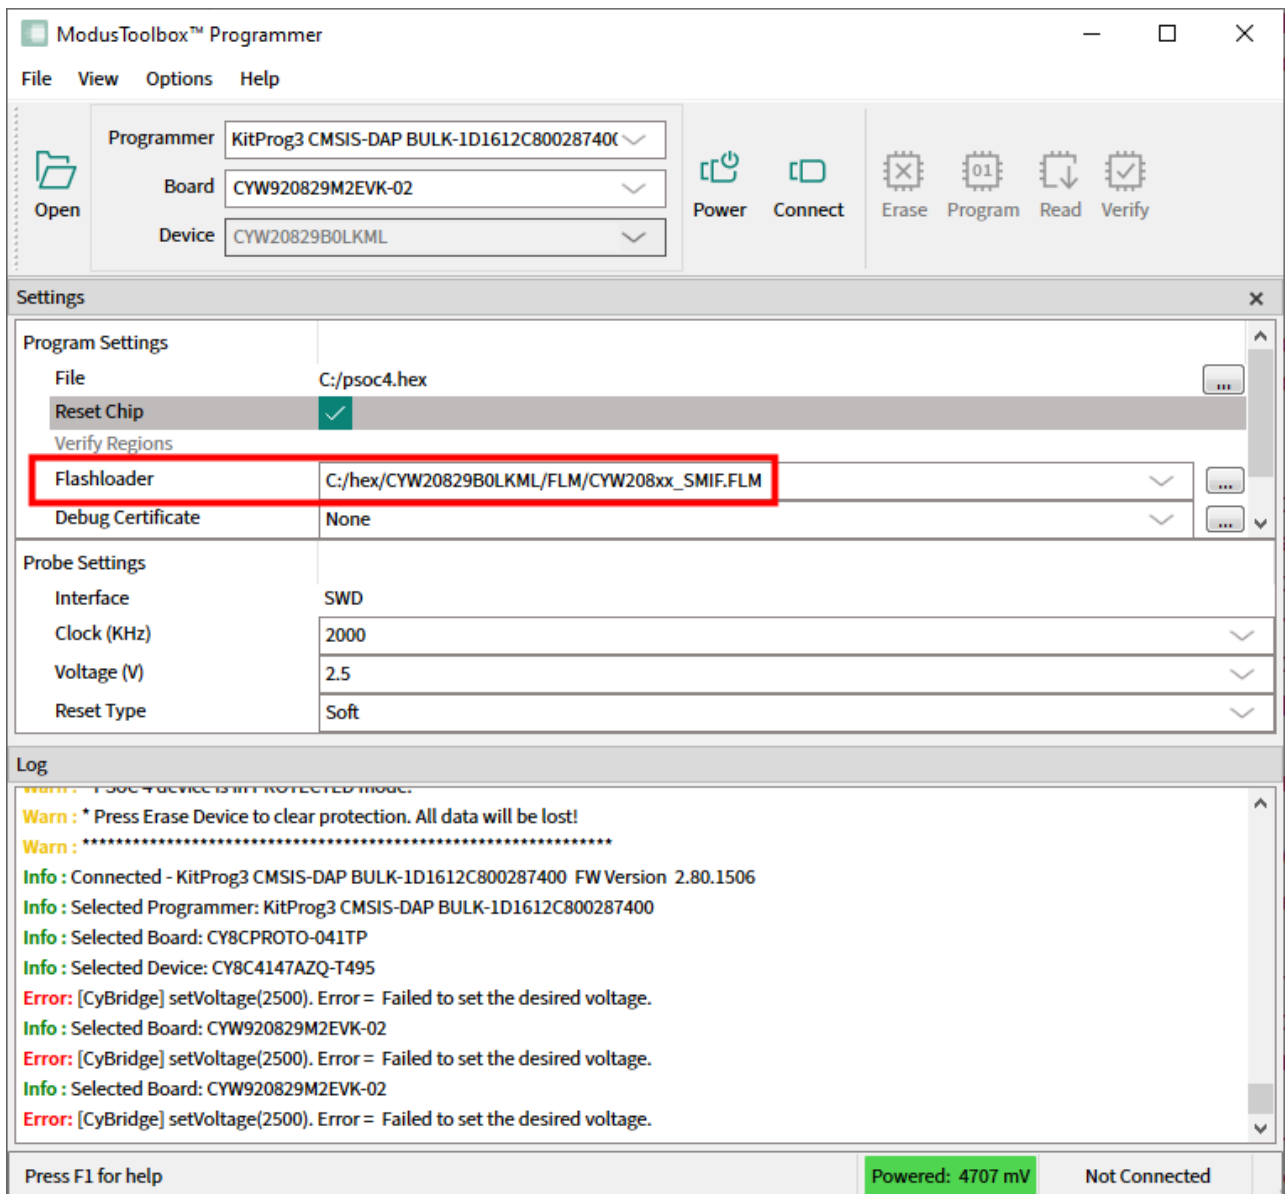 ModusToolbox™ Programmer
File View Options Help
Programmer KitProg3 CMSIS-DAP BULK-1D1612C80028740(
Board CYW920829M2EVK-02
Device CYW20829B0LKML
Open Power Connect Erase Program Read Verify
Settings
Program Settings
File C:/psoc4.hex
...
Reset Chip
Verify Regions
Flashloader C:/hex/CYW20829B0LKML/FLM/CYW208xx_SMIF.FLM
...
Debug Certificate None
...
Probe Settings
Interface SWD
Clock (KHz) 2000
Voltage (V) 2.5
Reset Type Soft
Log
Warn : * PSoC 4 device is in PROTECTED mode.
Warn : * Press Erase Device to clear protection. All data will be lost!
Warn : ****************************************************************
Info : Connected - KitProg3 CMSIS-DAP BULK-1D1612C800287400 FW Version 2.80.1506
Info : Selected Programmer: KitProg3 CMSIS-DAP BULK-1D1612C800287400
Info : Selected Board: CY8CPROTO-041TP
Info : Selected Device: CY8C4147AZQ-T495
Error: [CyBridge] setVoltage(2500). Error = Failed to set the desired voltage.
Info : Selected Board: CYW920829M2EVK-02
Error: [CyBridge] setVoltage(2500). Error = Failed to set the desired voltage.
Info : Selected Board: CYW920829M2EVK-02
Error: [CyBridge] setVoltage(2500). Error = Failed to set the desired voltage.
Press F1 for help Powered: 4707 mV Not Connected